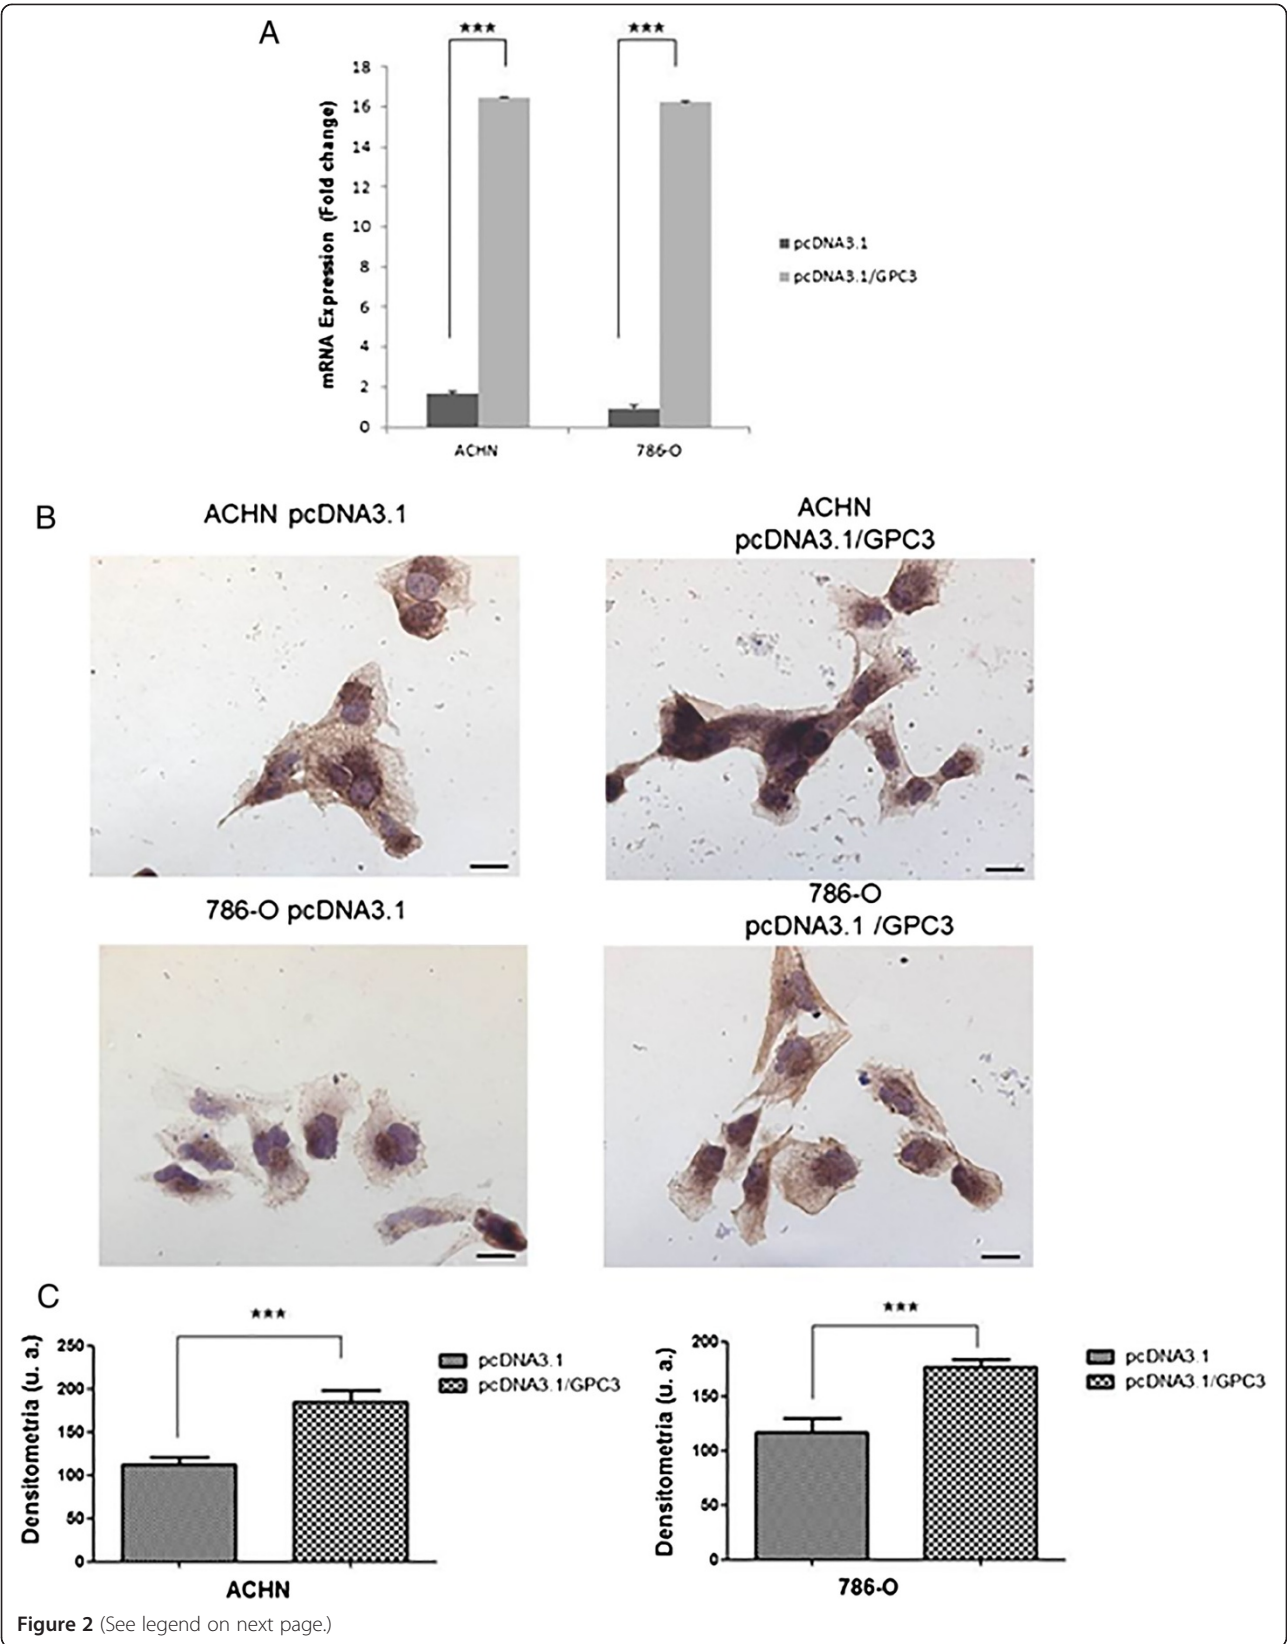 A
★★★ ★★★
mRNA Expression (Fold change)
18
16
14
12
10
8
6
4
2
0
ACHN 786-O
pcDNA3.1
pcDNA3.1/GPC3
B
ACHN pcDNA3.1
ACHN
pcDNA3.1/GPC3
786-O pcDNA3.1
786-O
pcDNA3.1 /GPC3
C
★★★
Densitometria (u. a.)
250
200
150
100
50
0
ACHN
pcDNA3.1
pcDNA3.1/GPC3
★★★
Densitometria (u. a.)
200
150
100
50
0
786-O
pcDNA3.1
pcDNA3.1/GPC3
Figure 2 (See legend on next page.)